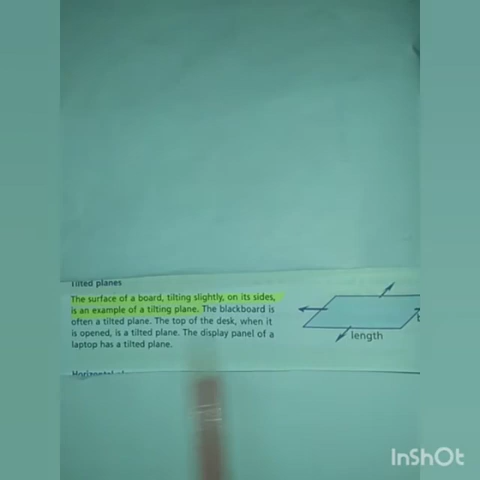 Tilted planes
The surface of a board, tilting slightly, on its sides,
is an example of a tilting plane. The blackboard is
often a tilted plane. The top of the desk, when it
is opened, is a tilted plane. The display panel of a
laptop has a tilted plane.
length
InShOt